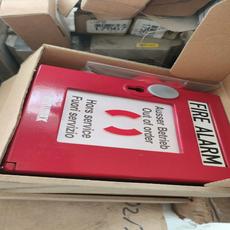 FIRE ALARM
Ausser Betrieb
Out of order
Hors service
Fuori servizio